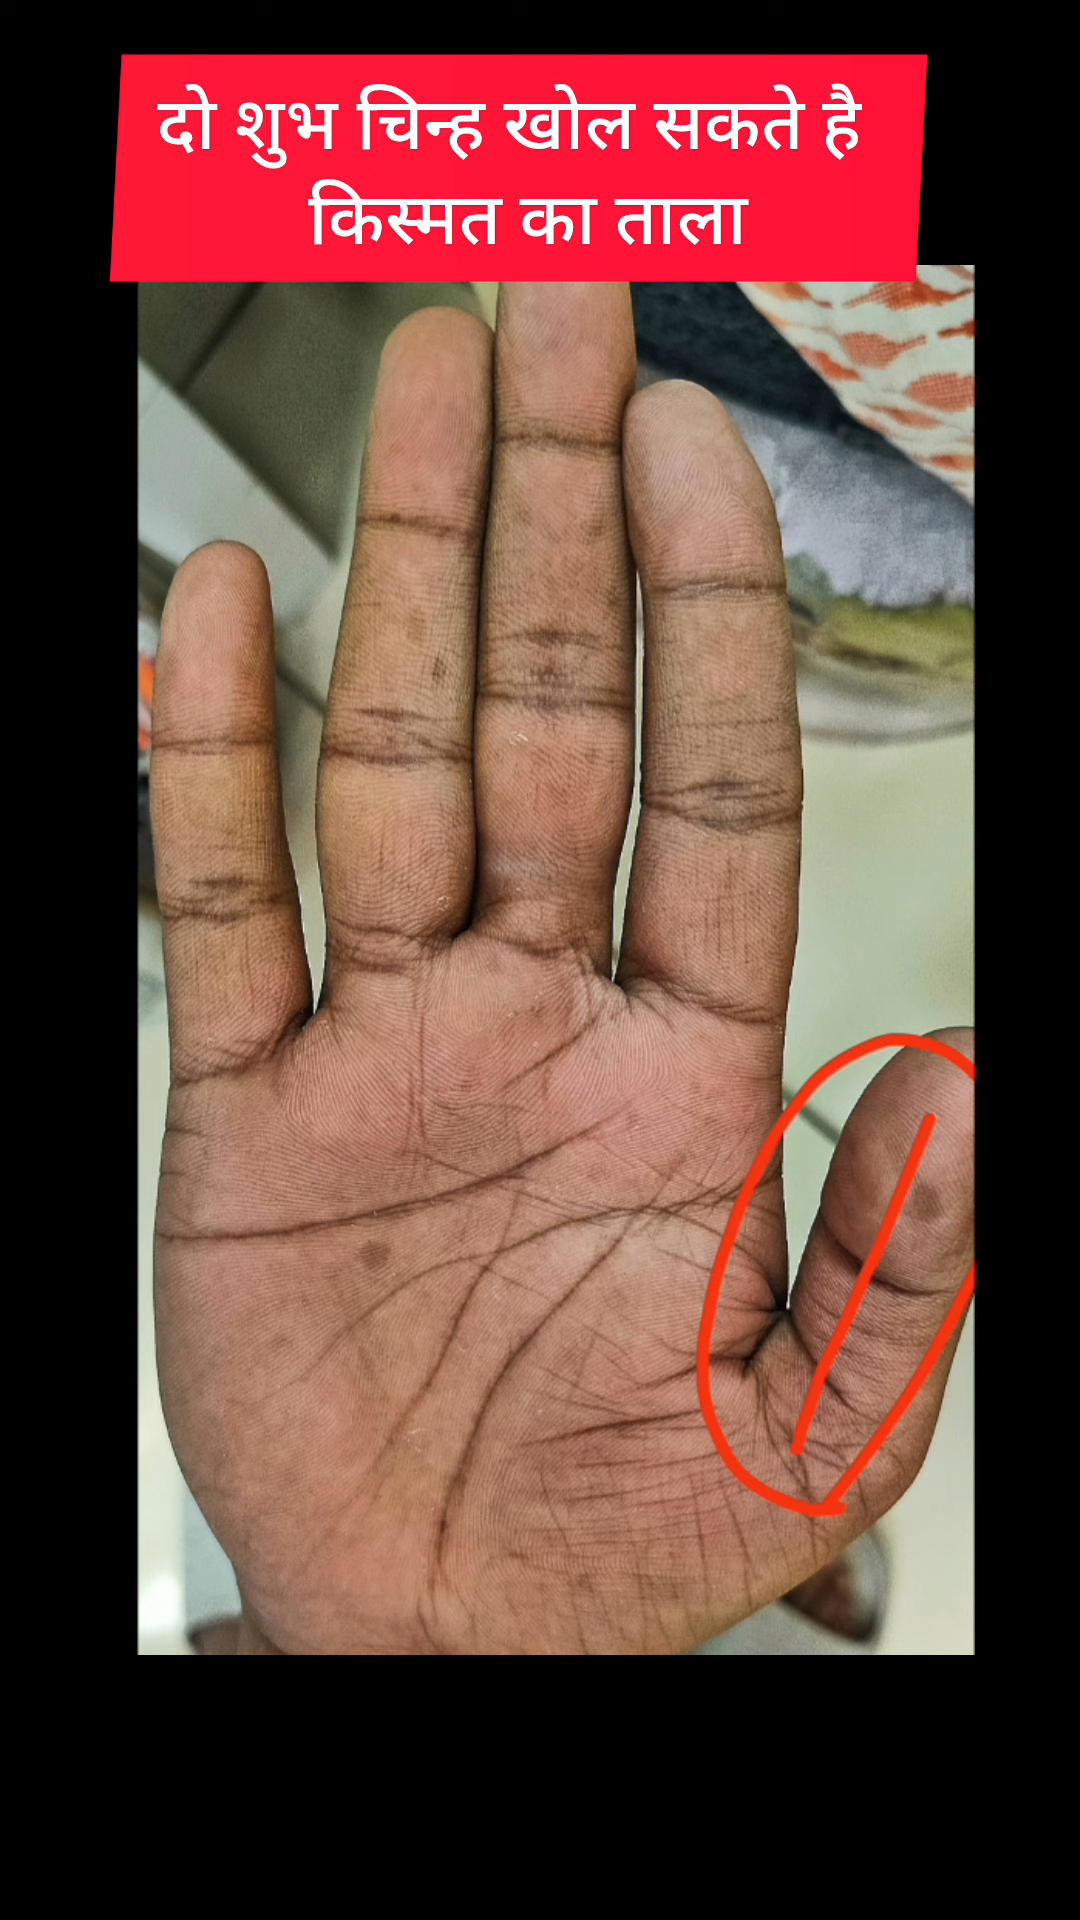 दो शुभ चिन्ह खोल सकते है
किस्मत का ताला